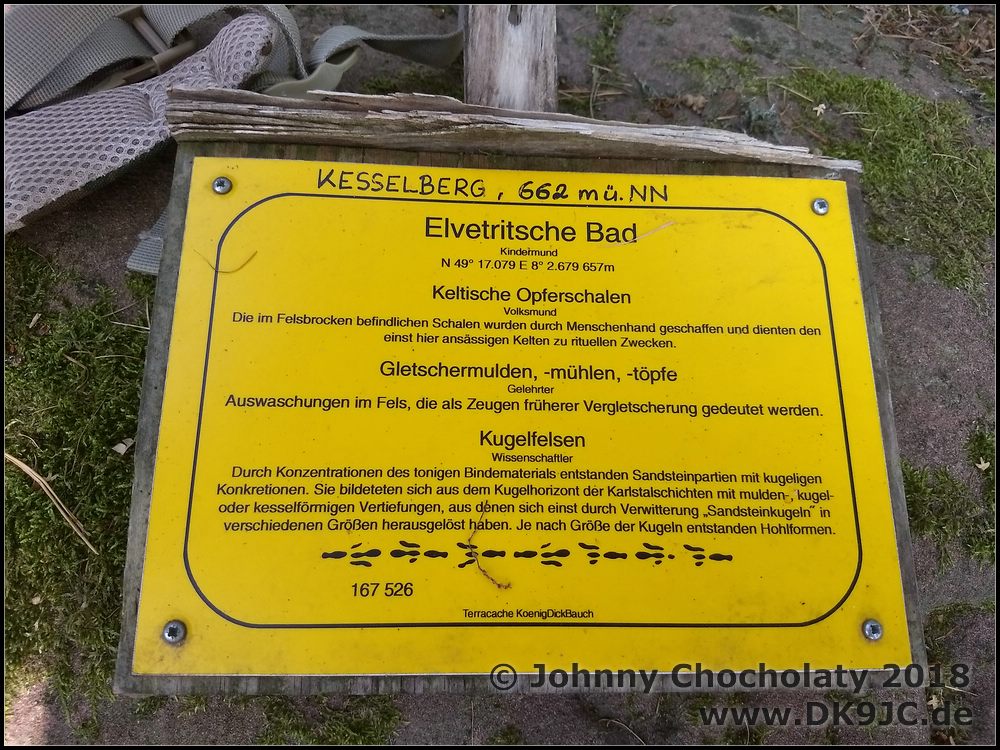 KESSELBERG, 662 m ü. NN
Elvetritsche Bad
Kindermund
N 49° 17.079 E 8° 2.679 657m
Keltische Opferschalen
Volksmund
Die im Felsbrocken befindlichen Schalen wurden durch Menschenhand geschaffen und dienten den
einst hier ansässigen Kelten zu rituellen Zwecken.
Gletschermulden, -mühlen, -töpfe
Gelehrter
Auswaschungen im Fels, die als Zeugen früherer Vergletscherung gedeutet werden.
Kugelfelsen
Wissenschaftler
Durch Konzentrationen des tonigen Bindematerials entstanden Sandsteinpartien mit kugeligen
Konkretionen. Sie bildeteten sich aus dem Kugelhorizont der Karlstalschichten mit mulden-, kugel-
oder kesselförmigen Vertiefungen, aus denen sich einst durch Verwitterung „Sandsteinkugeln" in
verschiedenen Größen herausgelöst haben. Je nach Größe der Kugeln entstanden Hohlformen.
167 526
Terracache KoenigDickBauch
© Johnny Chocholaty 2018
www.DK9JC.de